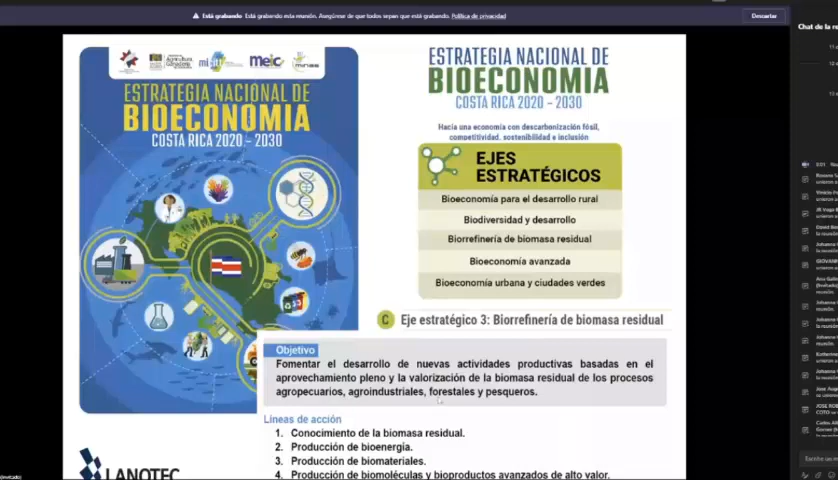 Está grabando Está grabando esta reunión. Asegúrese de que todos sepan que está grabando. Política de privacidad
Descartar
Chat de la re
meic
ESTRATEGIA NACIONAL DE
BIOECONOMÍA
COSTA RICA 2020 - 2030
ESTRATEGIA NACIONAL DE
BIOECONOMÍA
COSTA RICA 2020 - 2030
Hacia una economía con descarbonización fósil,
competitividad, sostenibilidad e inclusión
EJES
ESTRATÉGICOS
Bioeconomía para el desarrollo rural
Biodiversidad y desarrollo
Biorrefinería de biomasa residual
Bioeconomía avanzada
Bioeconomía urbana y ciudades verdes
C Eje estratégico 3: Biorrefinería de biomasa residual
Objetivo
Fomentar el desarrollo de nuevas actividades productivas basadas en el
aprovechamiento pleno y la valorización de la biomasa residual de los procesos
agropecuarios, agroindustriales, forestales y pesqueros.
Líneas de acción
1. Conocimiento de la biomasa residual.
2. Producción de bioenergía.
3. Producción de biomateriales.
4. Producción de biomoléculas y bioproductos avanzados de alto valor.
LANOTEC